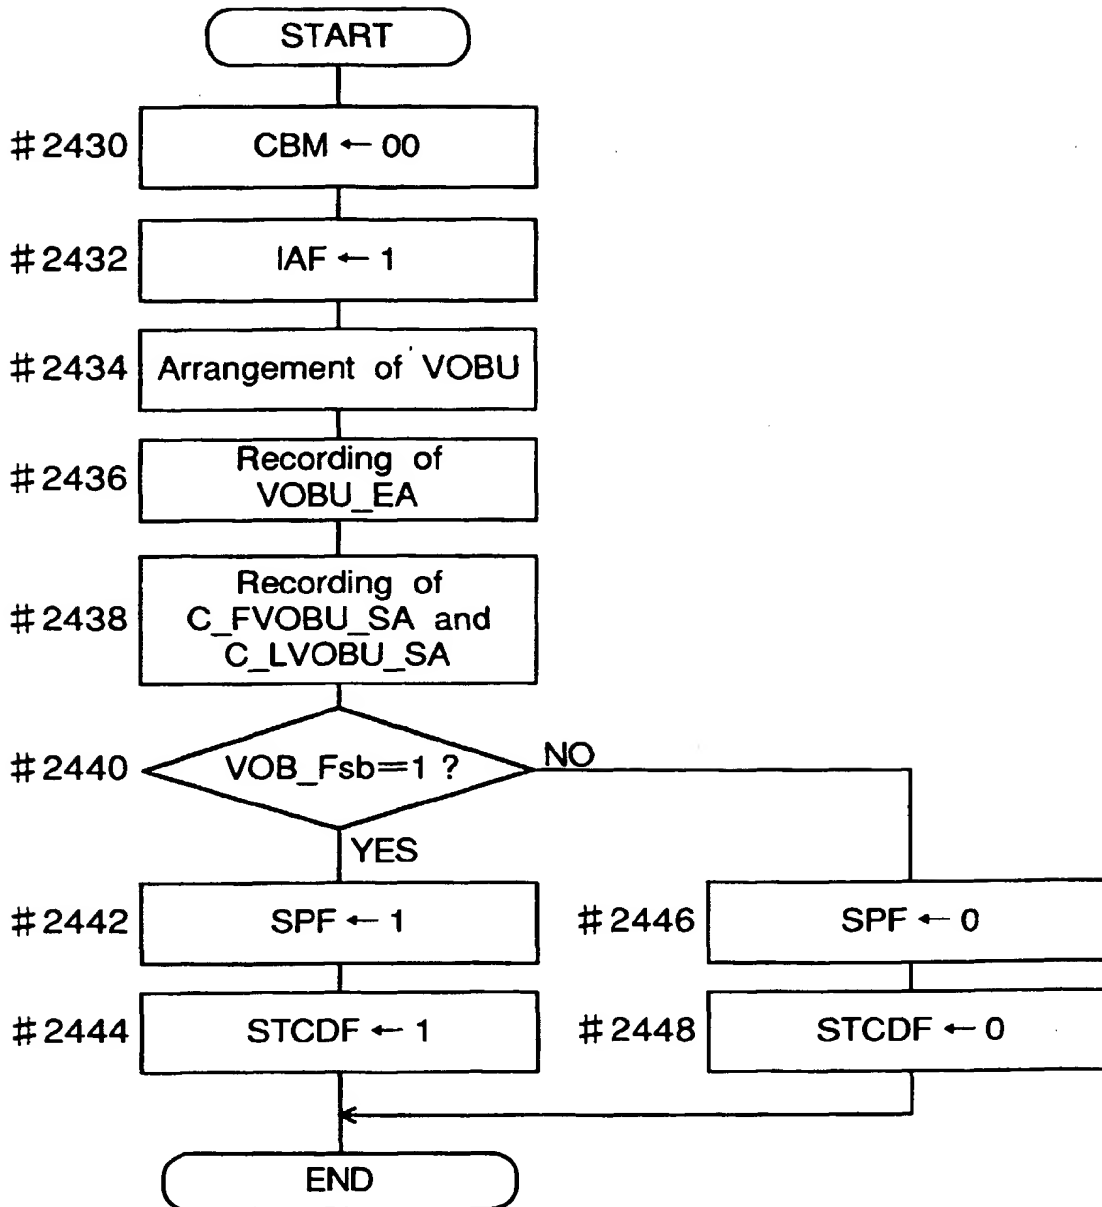 START
#2430
CBM ← 00
#2432
IAF ← 1
#2434
Arrangement of VOBU
#2436
Recording of
VOBU_EA
#2438
Recording of
C_FVOBU_SA and
C_LVOBU_SA
#2440
VOB_Fsb=1 ?
NO
YES
#2442
SPF ← 1
#2446
SPF ← 0
#2444
STCDF ← 1
#2448
STCDF ← 0
END